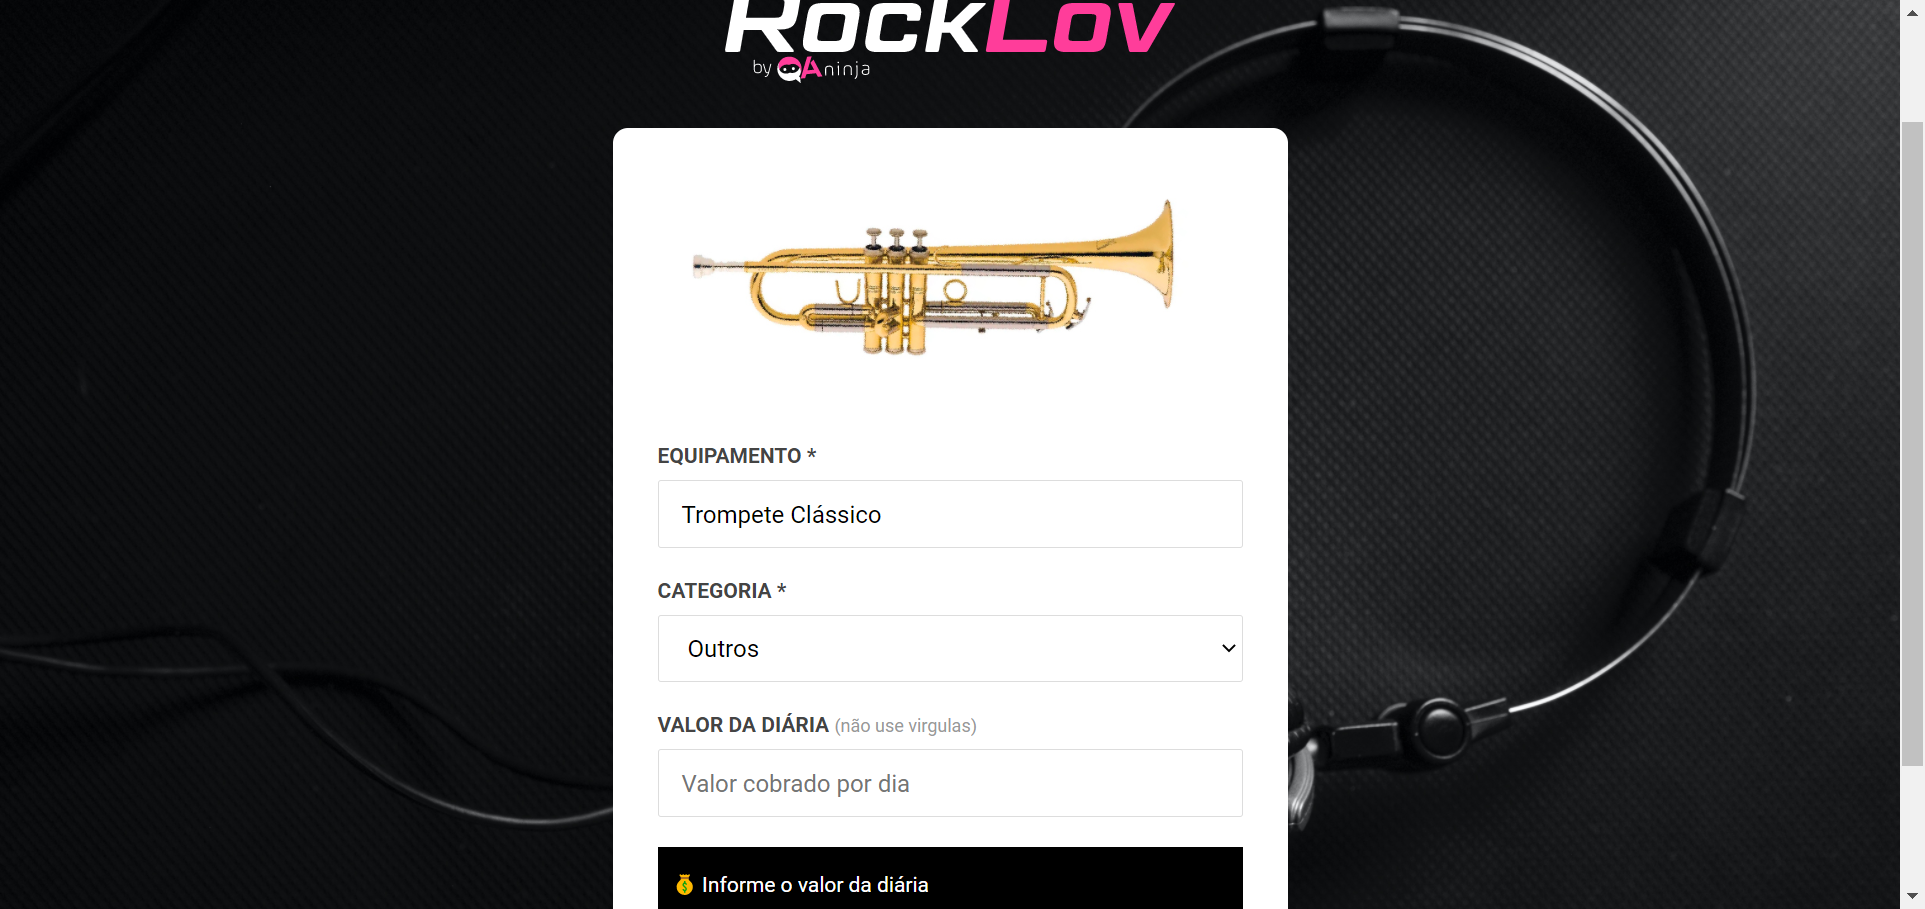 RockLov
by QAninja
EQUIPAMENTO *
Trompete Clássico
CATEGORIA *
Outros
VALOR DA DIÁRIA (não use virgulas)
Valor cobrado por dia
💰 Informe o valor da diária